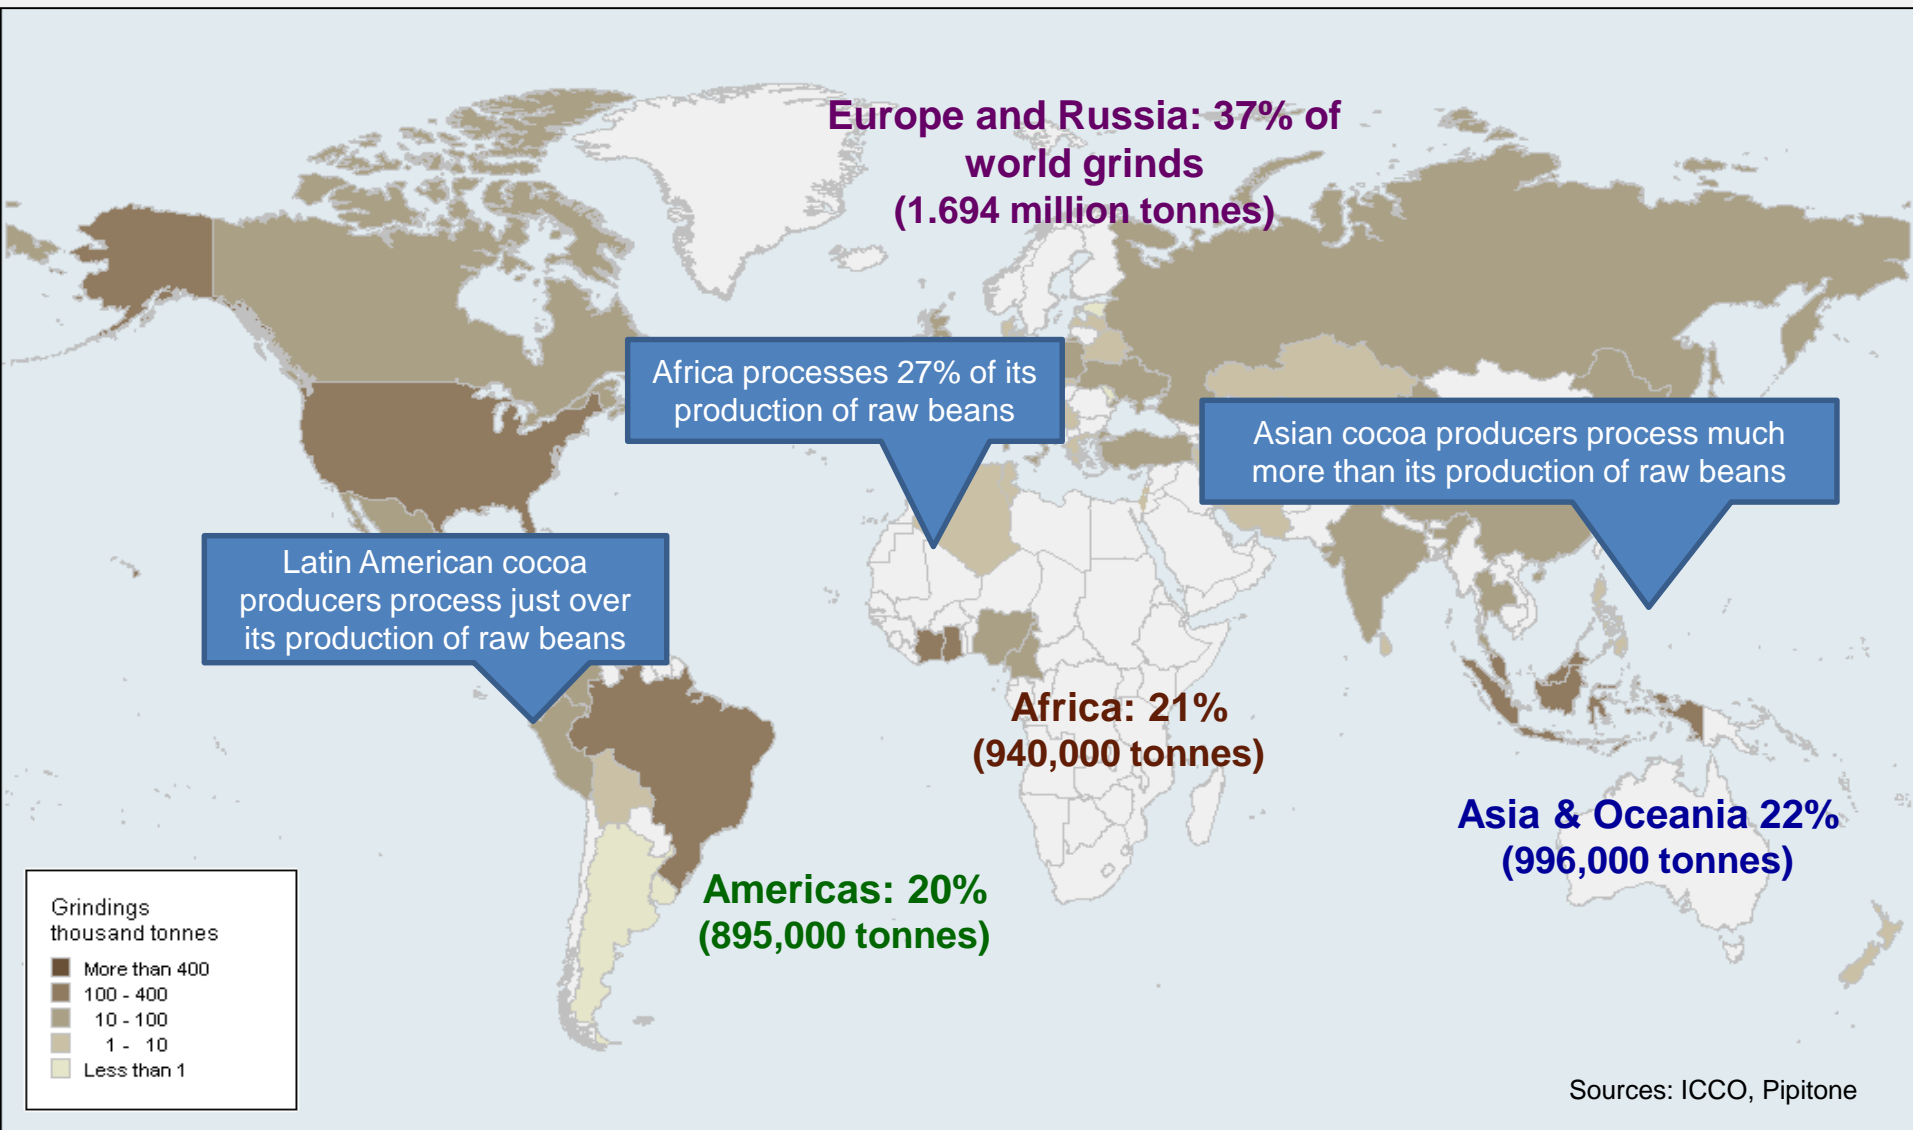 Europe and Russia: 37% of
world grinds
(1.694 million tonnes)
Africa processes 27% of its
production of raw beans
Asian cocoa producers process much
more than its production of raw beans
Latin American cocoa
producers process just over
its production of raw beans
Africa: 21%
(940,000 tonnes)
Asia & Oceania 22%
(996,000 tonnes)
Americas: 20%
(895,000 tonnes)
Grindings
thousand tonnes
More than 400
100 - 400
10 - 100
1 - 10
Less than 1
Sources: ICCO, Pipitone